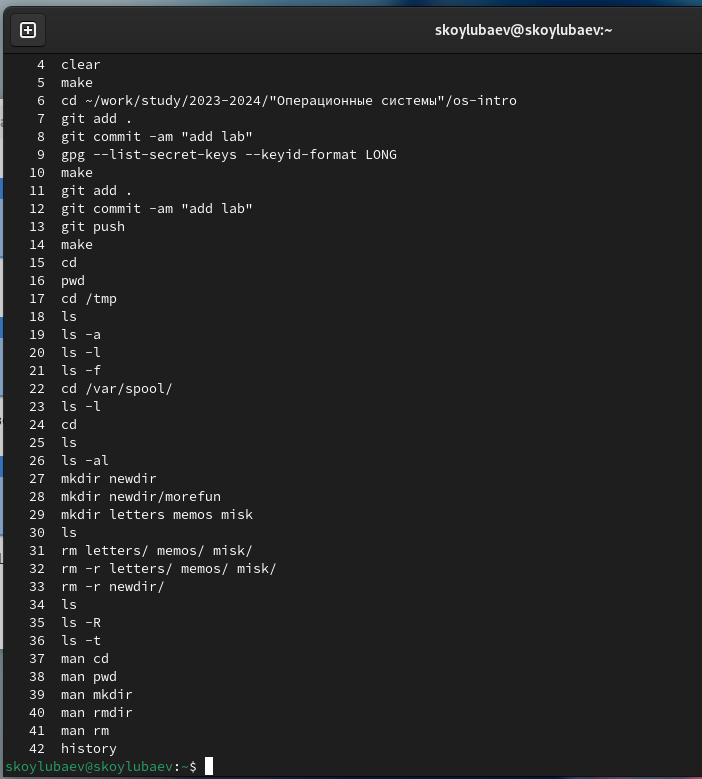 skoylubaev@skoylubaev:~
4 clear
5 make
6 cd ~/work/study/2023-2024/"Операционные системы"/os-intro
7 git add .
8 git commit -am "add lab"
9 gpg --list-secret-keys --keyid-format LONG
10 make
11 git add .
12 git commit -am "add lab"
13 git push
14 make
15 cd
16 pwd
17 cd /tmp
18 ls
19 ls -a
20 ls -l
21 ls -f
22 cd /var/spool/
23 ls -l
24 cd
25 ls
26 ls -al
27 mkdir newdir
28 mkdir newdir/morefun
29 mkdir letters memos misk
30 ls
31 rm letters/ memos/ misk/
32 rm -r letters/ memos/ misk/
33 rm -r newdir/
34 ls
35 ls -R
36 ls -t
37 man cd
38 man pwd
39 man mkdir
40 man rmdir
41 man rm
42 history
skoylubaev@skoylubaev:~$